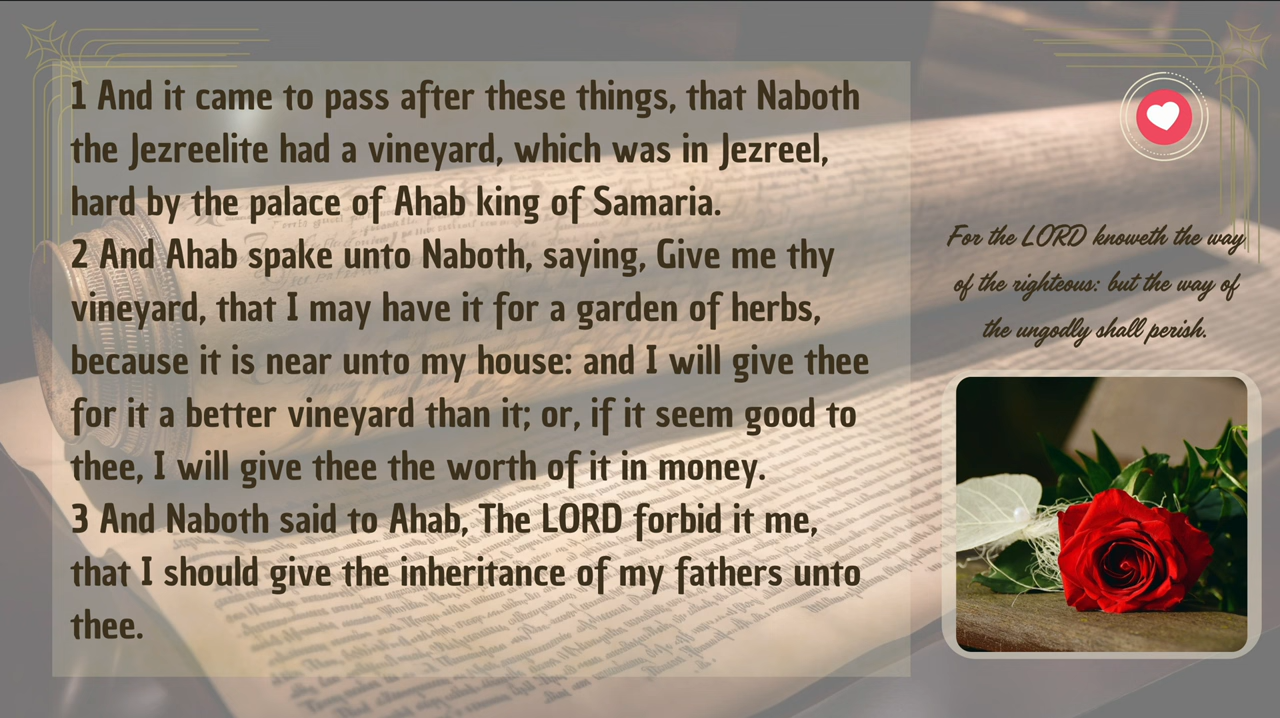 1 And it came to pass after these things, that Naboth
the Jezreelite had a vineyard, which was in Jezreel,
hard by the palace of Ahab king of Samaria.
2 And Ahab spake unto Naboth, saying, Give me thy
vineyard, that I may have it for a garden of herbs,
because it is near unto my house: and I will give thee
for it a better vineyard than it; or, if it seem good to
thee, I will give thee the worth of it in money.
3 And Naboth said to Ahab, The LORD forbid it me,
that I should give the inheritance of my fathers unto
thee.
For the LORD knoweth the way
of the righteous: but the way of
the ungodly shall perish.